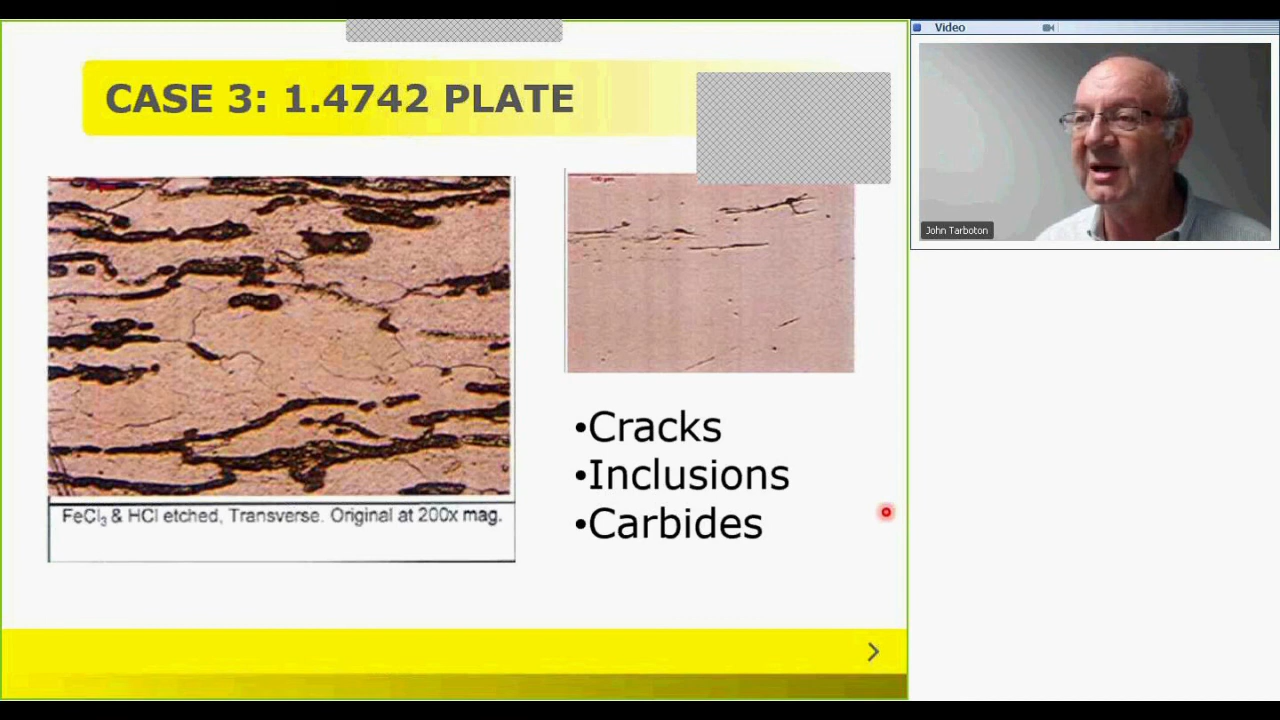 Video
CASE 3: 1.4742 PLATE
John Tarboton
•Cracks
•Inclusions
•Carbides
FeCl₃ & HCl etched, Transverse. Original at 200x mag.